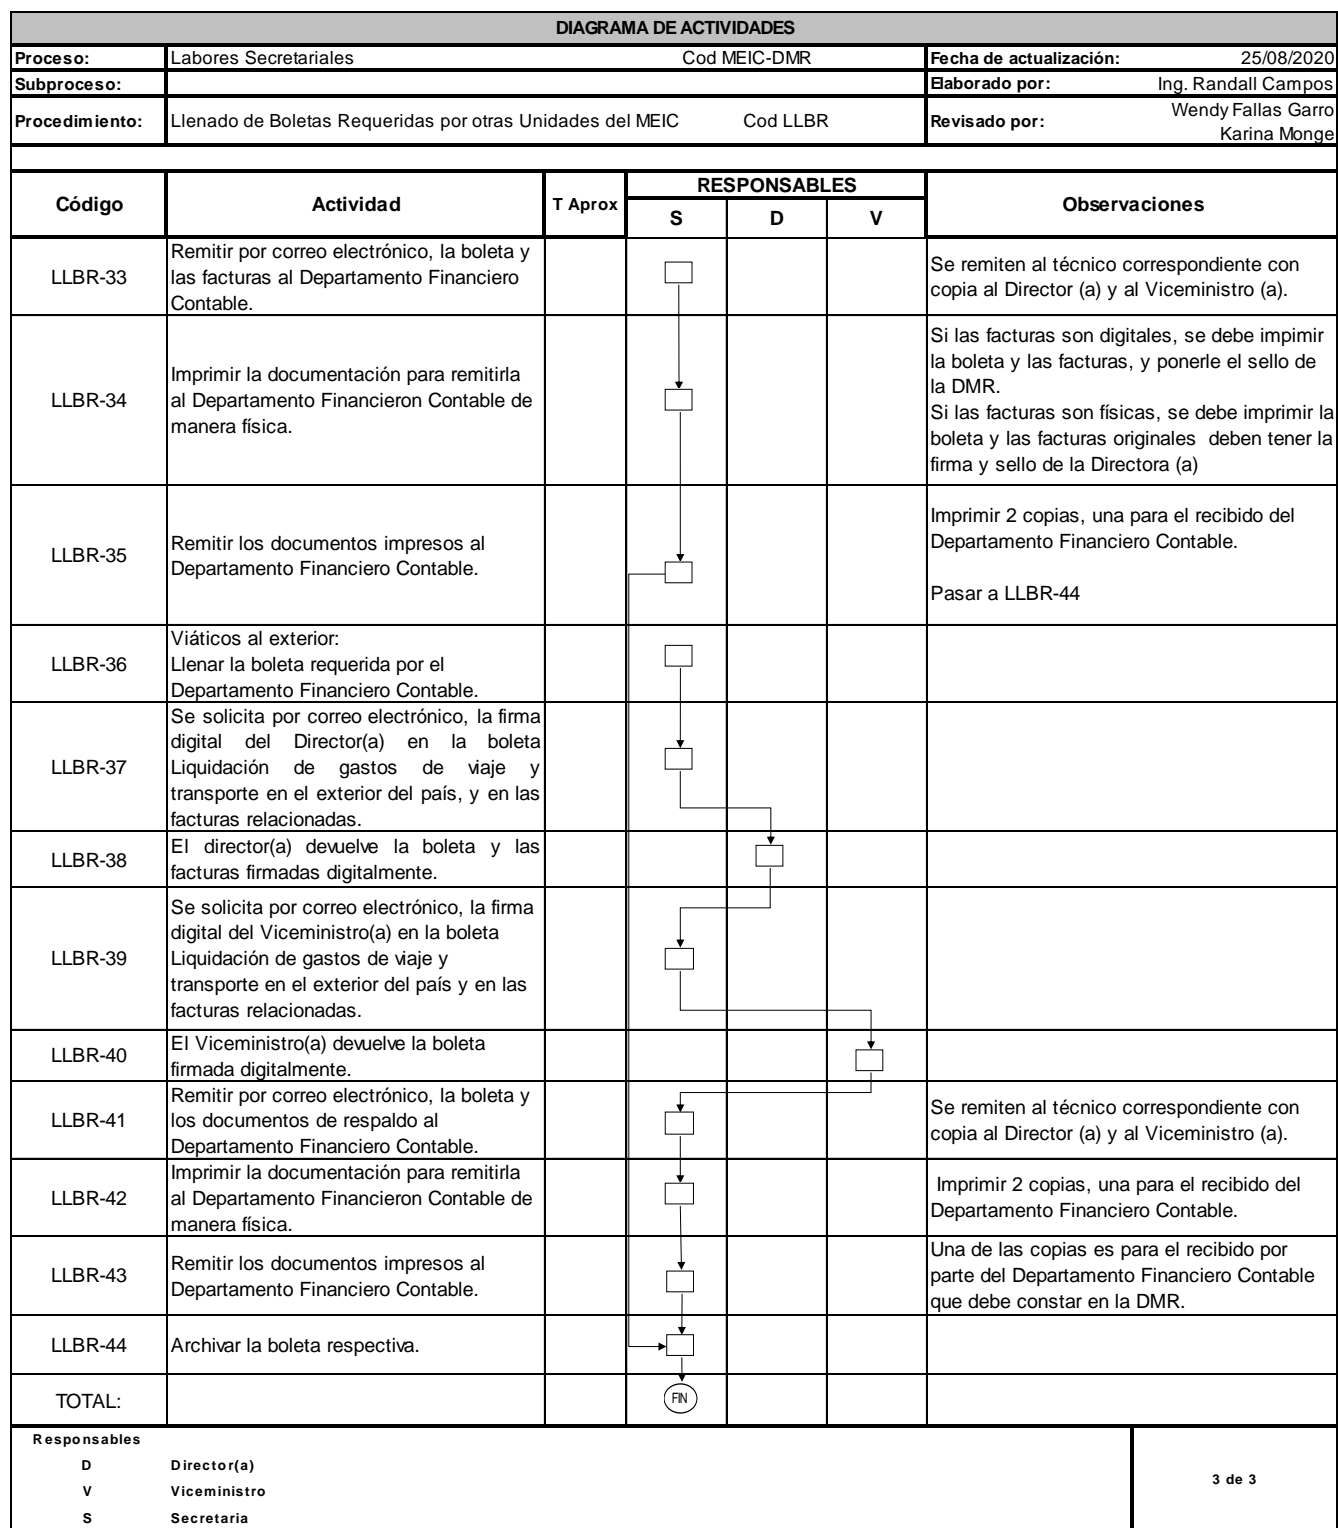 DIAGRAMA DE ACTIVIDADES
Proceso: Labores Secretariales Cod MEIC-DMR Fecha de actualización: 25/08/2020
Subproceso: Elaborado por: Ing. Randall Campos
Procedimiento: Llenado de Boletas Requeridas por otras Unidades del MEIC Cod LLBR Revisado por: Wendy Fallas Garro
Karina Monge
Código Actividad T Aprox RESPONSABLES Observaciones
S D V
LLBR-33
Remitir por correo electrónico, la boleta y
las facturas al Departamento Financiero
Contable.
Se remiten al técnico correspondiente con
copia al Director (a) y al Viceministro (a).
LLBR-34
Imprimir la documentación para remitirla
al Departamento Financieron Contable de
manera física.
Si las facturas son digitales, se debe impimir
la boleta y las facturas, y ponerle el sello de
la DMR.
Si las facturas son físicas, se debe imprimir la
boleta y las facturas originales deben tener la
firma y sello de la Directora (a)
LLBR-35
Remitir los documentos impresos al
Departamento Financiero Contable.
Imprimir 2 copias, una para el recibido del
Departamento Financiero Contable.
Pasar a LLBR-44
LLBR-36
Viáticos al exterior:
Llenar la boleta requerida por el
Departamento Financiero Contable.
LLBR-37
Se solicita por correo electrónico, la firma
digital del Director(a) en la boleta
Liquidación de gastos de viaje y
transporte en el exterior del país, y en las
facturas relacionadas.
LLBR-38
El director(a) devuelve la boleta y las
facturas firmadas digitalmente.
LLBR-39
Se solicita por correo electrónico, la firma
digital del Viceministro(a) en la boleta
Liquidación de gastos de viaje y
transporte en el exterior del país y en las
facturas relacionadas.
LLBR-40
El Viceministro(a) devuelve la boleta
firmada digitalmente.
LLBR-41
Remitir por correo electrónico, la boleta y
los documentos de respaldo al
Departamento Financiero Contable.
Se remiten al técnico correspondiente con
copia al Director (a) y al Viceministro (a).
LLBR-42
Imprimir la documentación para remitirla
al Departamento Financieron Contable de
manera física.
Imprimir 2 copias, una para el recibido del
Departamento Financiero Contable.
LLBR-43
Remitir los documentos impresos al
Departamento Financiero Contable.
Una de las copias es para el recibido por
parte del Departamento Financiero Contable
que debe constar en la DMR.
LLBR-44
Archivar la boleta respectiva.
TOTAL:
FIN
Responsables
D Director(a)
V Viceministro
S Secretaria
3 de 3